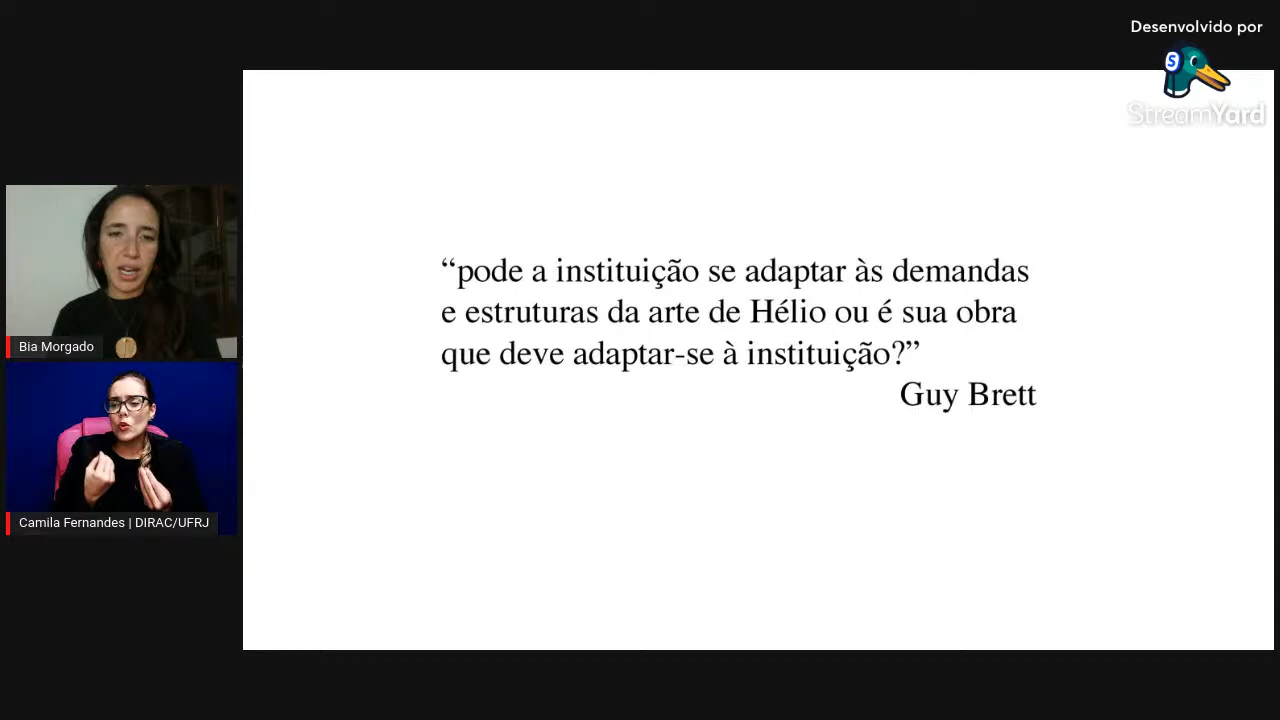 Desenvolvido por
S
StreamYard
“pode a instituição se adaptar às demandas
e estruturas da arte de Hélio ou é sua obra
que deve adaptar-se à instituição?”
Guy Brett
Bia Morgado
Camila Fernandes | DIRAC/UFRJ